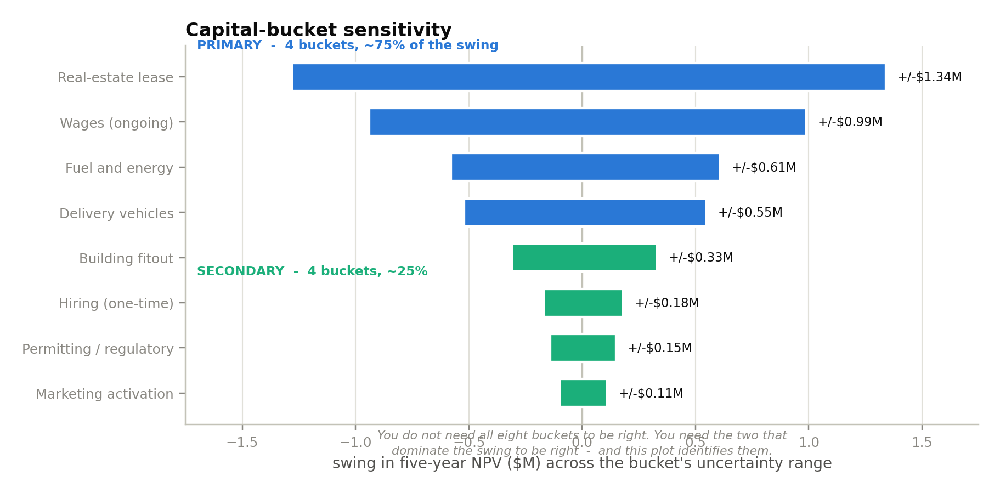 Capital-bucket sensitivity
PRIMARY - 4 buckets, ~75% of the swing
Real-estate lease
+/-$1.34M
Wages (ongoing)
+/-$0.99M
Fuel and energy
+/-$0.61M
Delivery vehicles
+/-$0.55M
Building fitout
+/-$0.33M
SECONDARY - 4 buckets, ~25%
Hiring (one-time)
+/-$0.18M
Permitting / regulatory
+/-$0.15M
Marketing activation
+/-$0.11M
−1.5 −1.0 −0.5 0.0 0.5 1.0 1.5
You do not need all eight buckets to be right. You need the two that
dominate the swing to be right - and this plot identifies them.
swing in five-year NPV ($M) across the bucket's uncertainty range